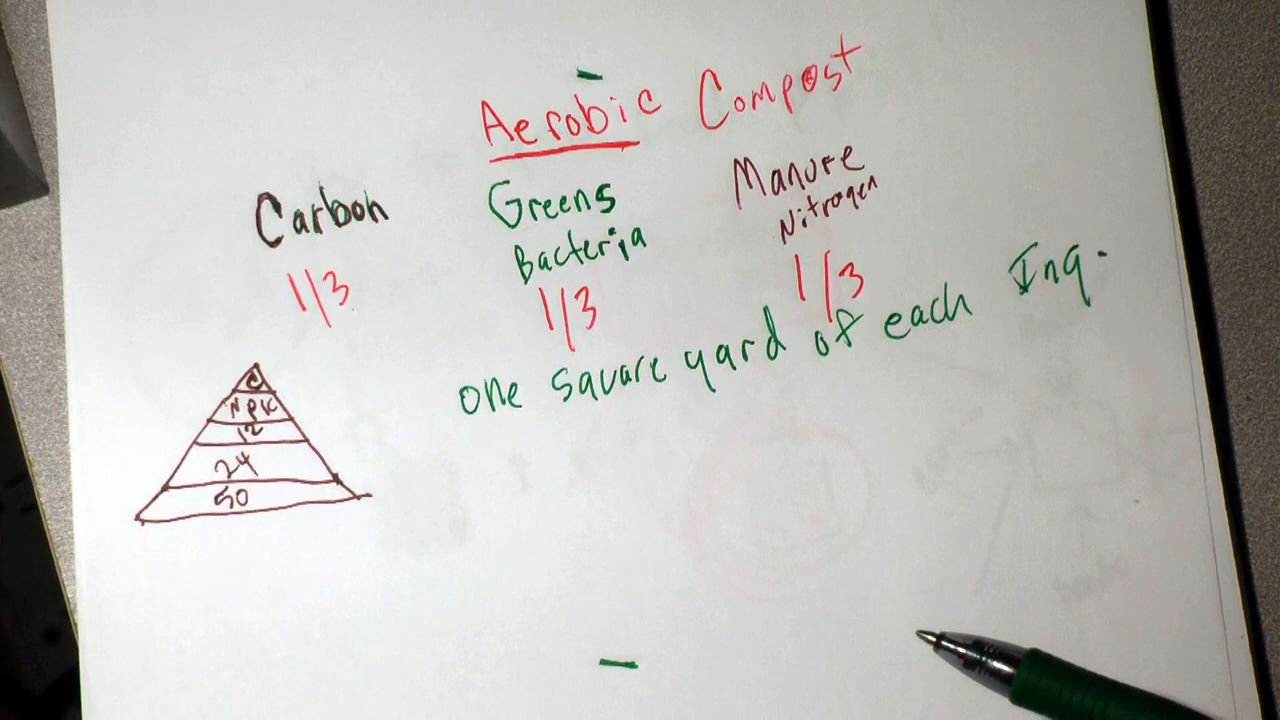 Aerobic Compost
Carbon
1/3
Greens
Bacteria
1/3
Manure
Nitrogen
1/3
one square yard of each Ing.
C
NPK
12
24
50